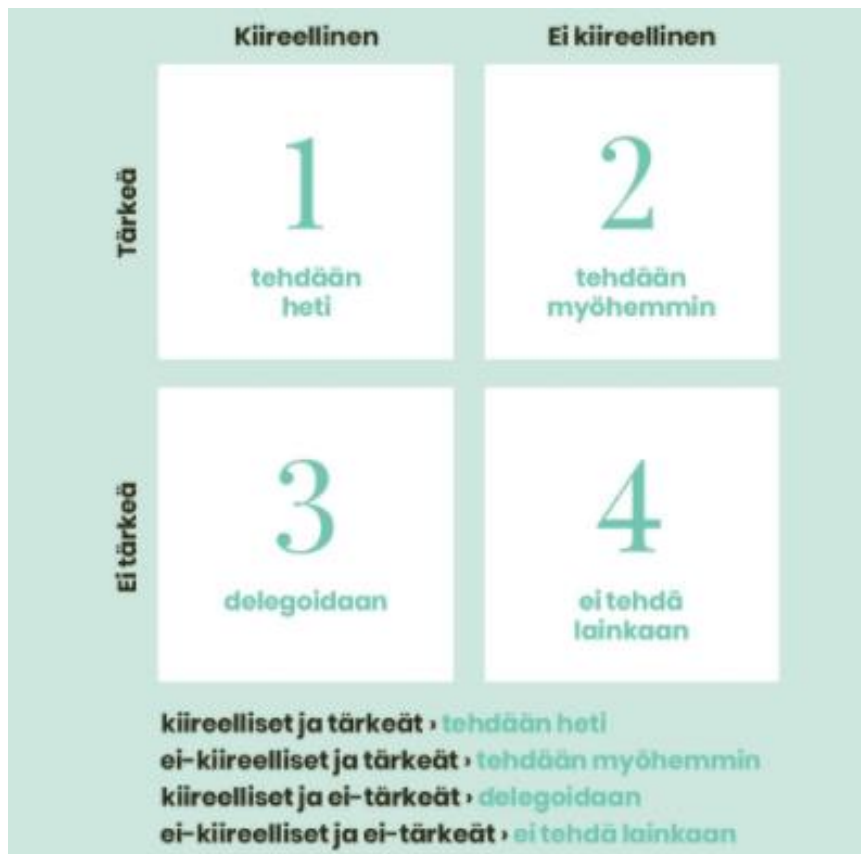 Kiireellinen
Ei kiireellinen
Tärkeä
1
tehdään
heti
2
tehdään
myöhemmin
Ei tärkeä
3
delegoidaan
4
ei tehdä
lainkaan
kiireelliset ja tärkeät › tehdään heti
ei-kiireelliset ja tärkeät › tehdään myöhemmin
kiireelliset ja ei-tärkeät › delegoidaan
ei-kiireelliset ja ei-tärkeät › ei tehdä lainkaan